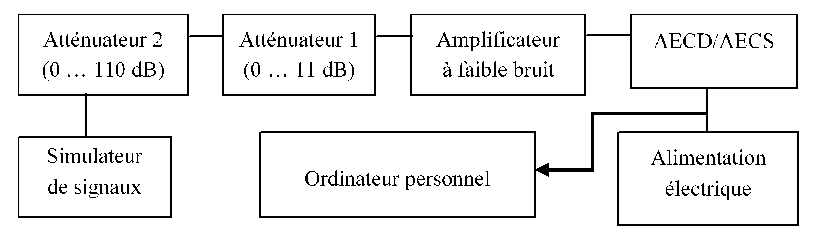 Atténuateur 2
(0 … 110 dB)
Atténuateur 1
(0 … 11 dB)
Amplificateur
à faible bruit
AECD/AECS
Simulateur
de signaux
Ordinateur personnel
Alimentation
électrique